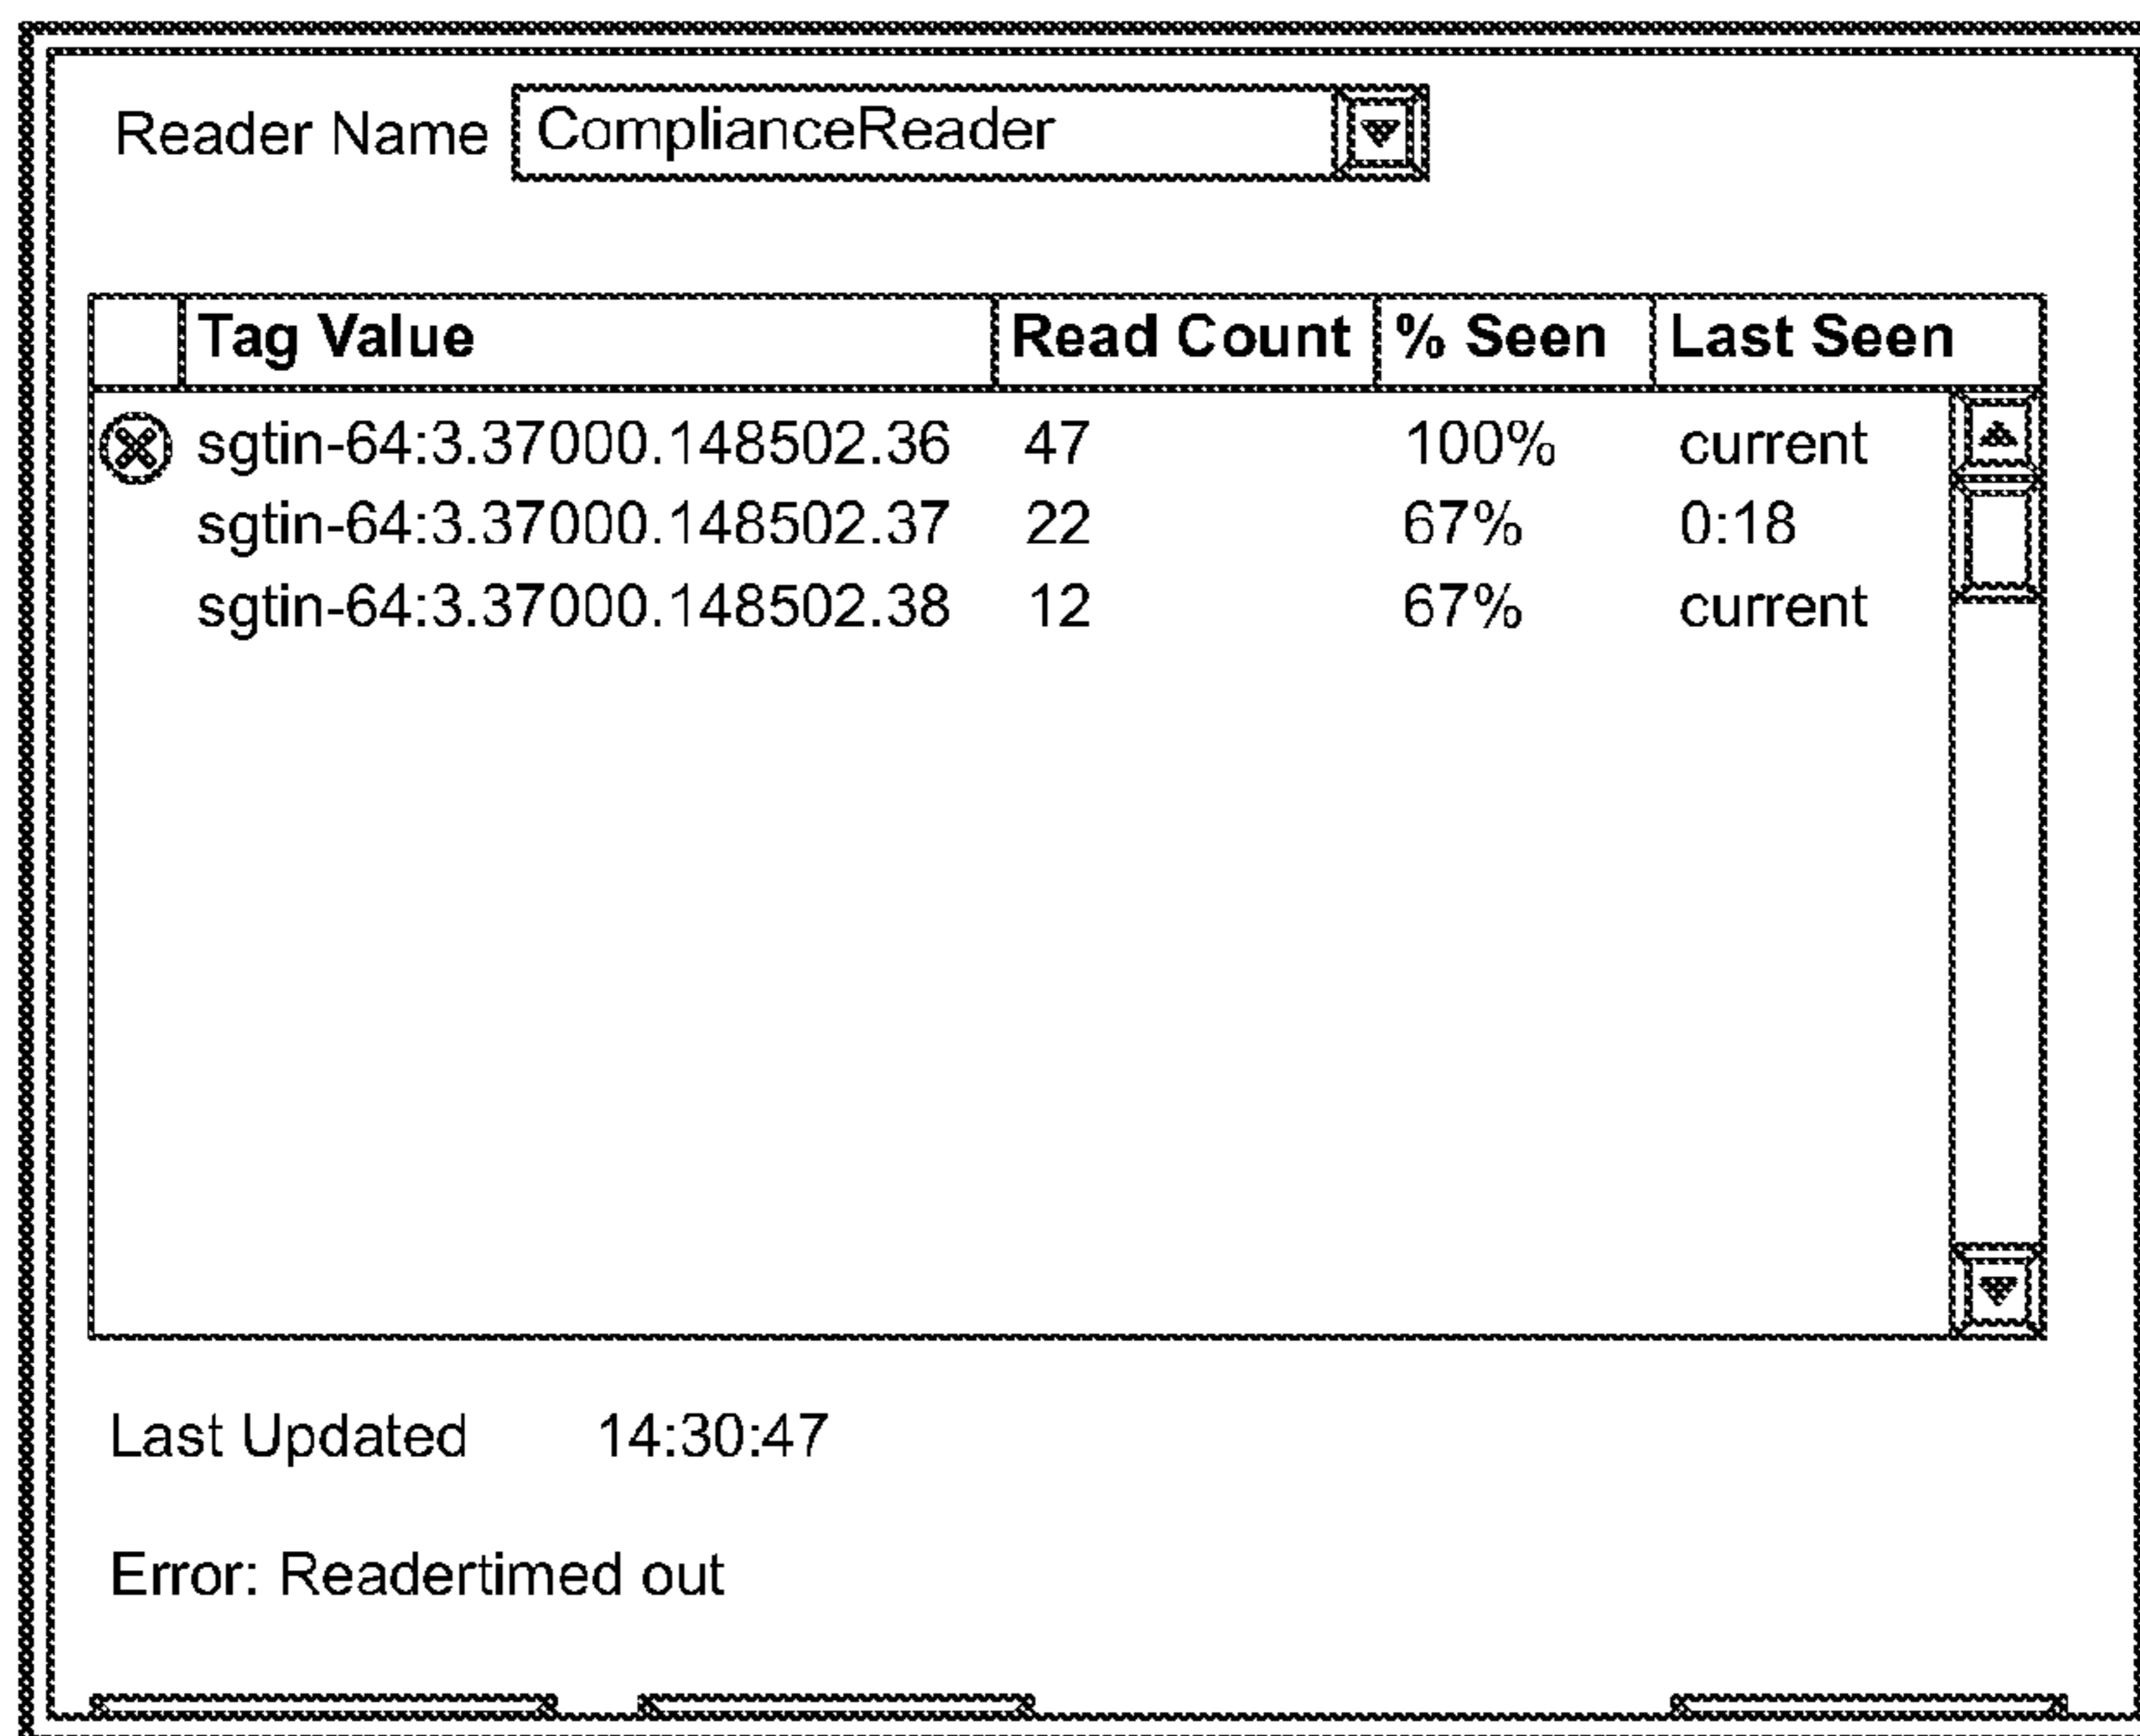 Reader Name ComplianceReader
Tag Value Read Count % Seen Last Seen
sgtin-64:3.37000.148502.36 47 100% current
sgtin-64:3.37000.148502.37 22 67% 0:18
sgtin-64:3.37000.148502.38 12 67% current
Last Updated 14:30:47
Error: Readertimed out